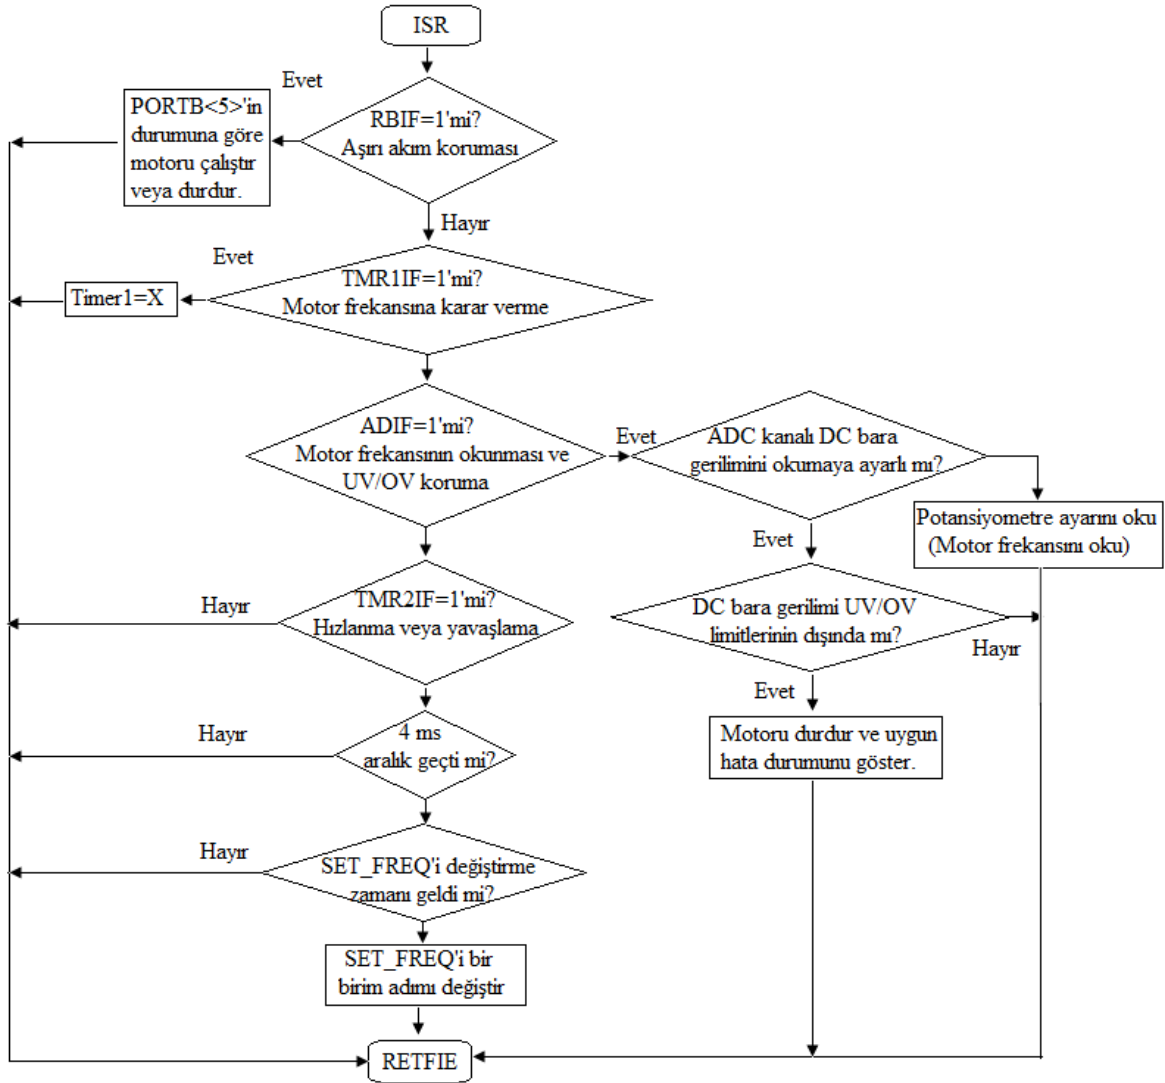 ISR
Evet
RBIF=1'mi?
Aşırı akım koruması
PORTB<5>'in
durumuna göre
motoru çalıştır
veya durdur.
Hayır
Evet
TMR1IF=1'mi?
Motor frekansına karar verme
Timer1=X
ADIF=1'mi?
Motor frekansının okunması ve
UV/OV koruma
Evet
ADC kanalı DC bara
gerilimini okumaya ayarlı mı?
Potansiyometre ayarını oku
(Motor frekansını oku)
Evet
Hayır
TMR2IF=1'mi?
Hızlanma veya yavaşlama
DC bara gerilimi UV/OV
limitlerinin dışında mı?
Hayır
Evet
Hayır
4 ms
aralık geçti mi?
Motoru durdur ve uygun
hata durumunu göster.
Hayır
SET_FREQ'i değiştirme
zamanı geldi mi?
SET_FREQ'i bir
birim adımı değiştir
RETFIE